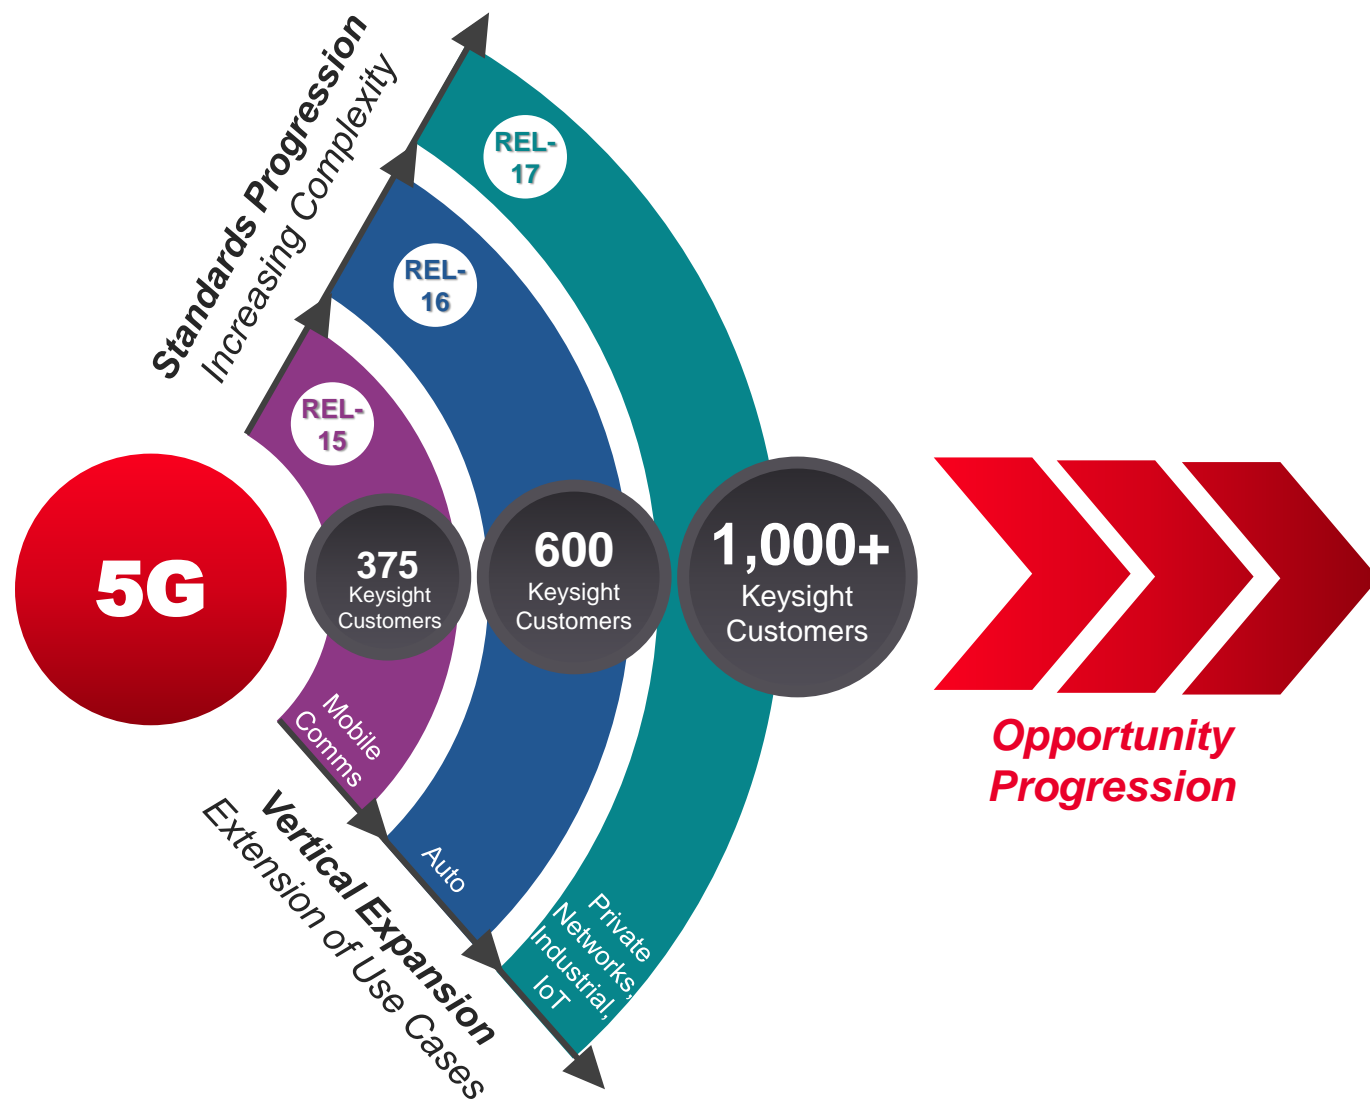 Standards Progression
Increasing Complexity
REL-
17
REL-
16
REL-
15
5G
375
Keysight
Customers
600
Keysight
Customers
1,000+
Keysight
Customers
Opportunity
Progression
Mobile
Comms
Auto
Private
Networks,
Industrial,
IoT
Vertical Expansion
Extension of Use Cases